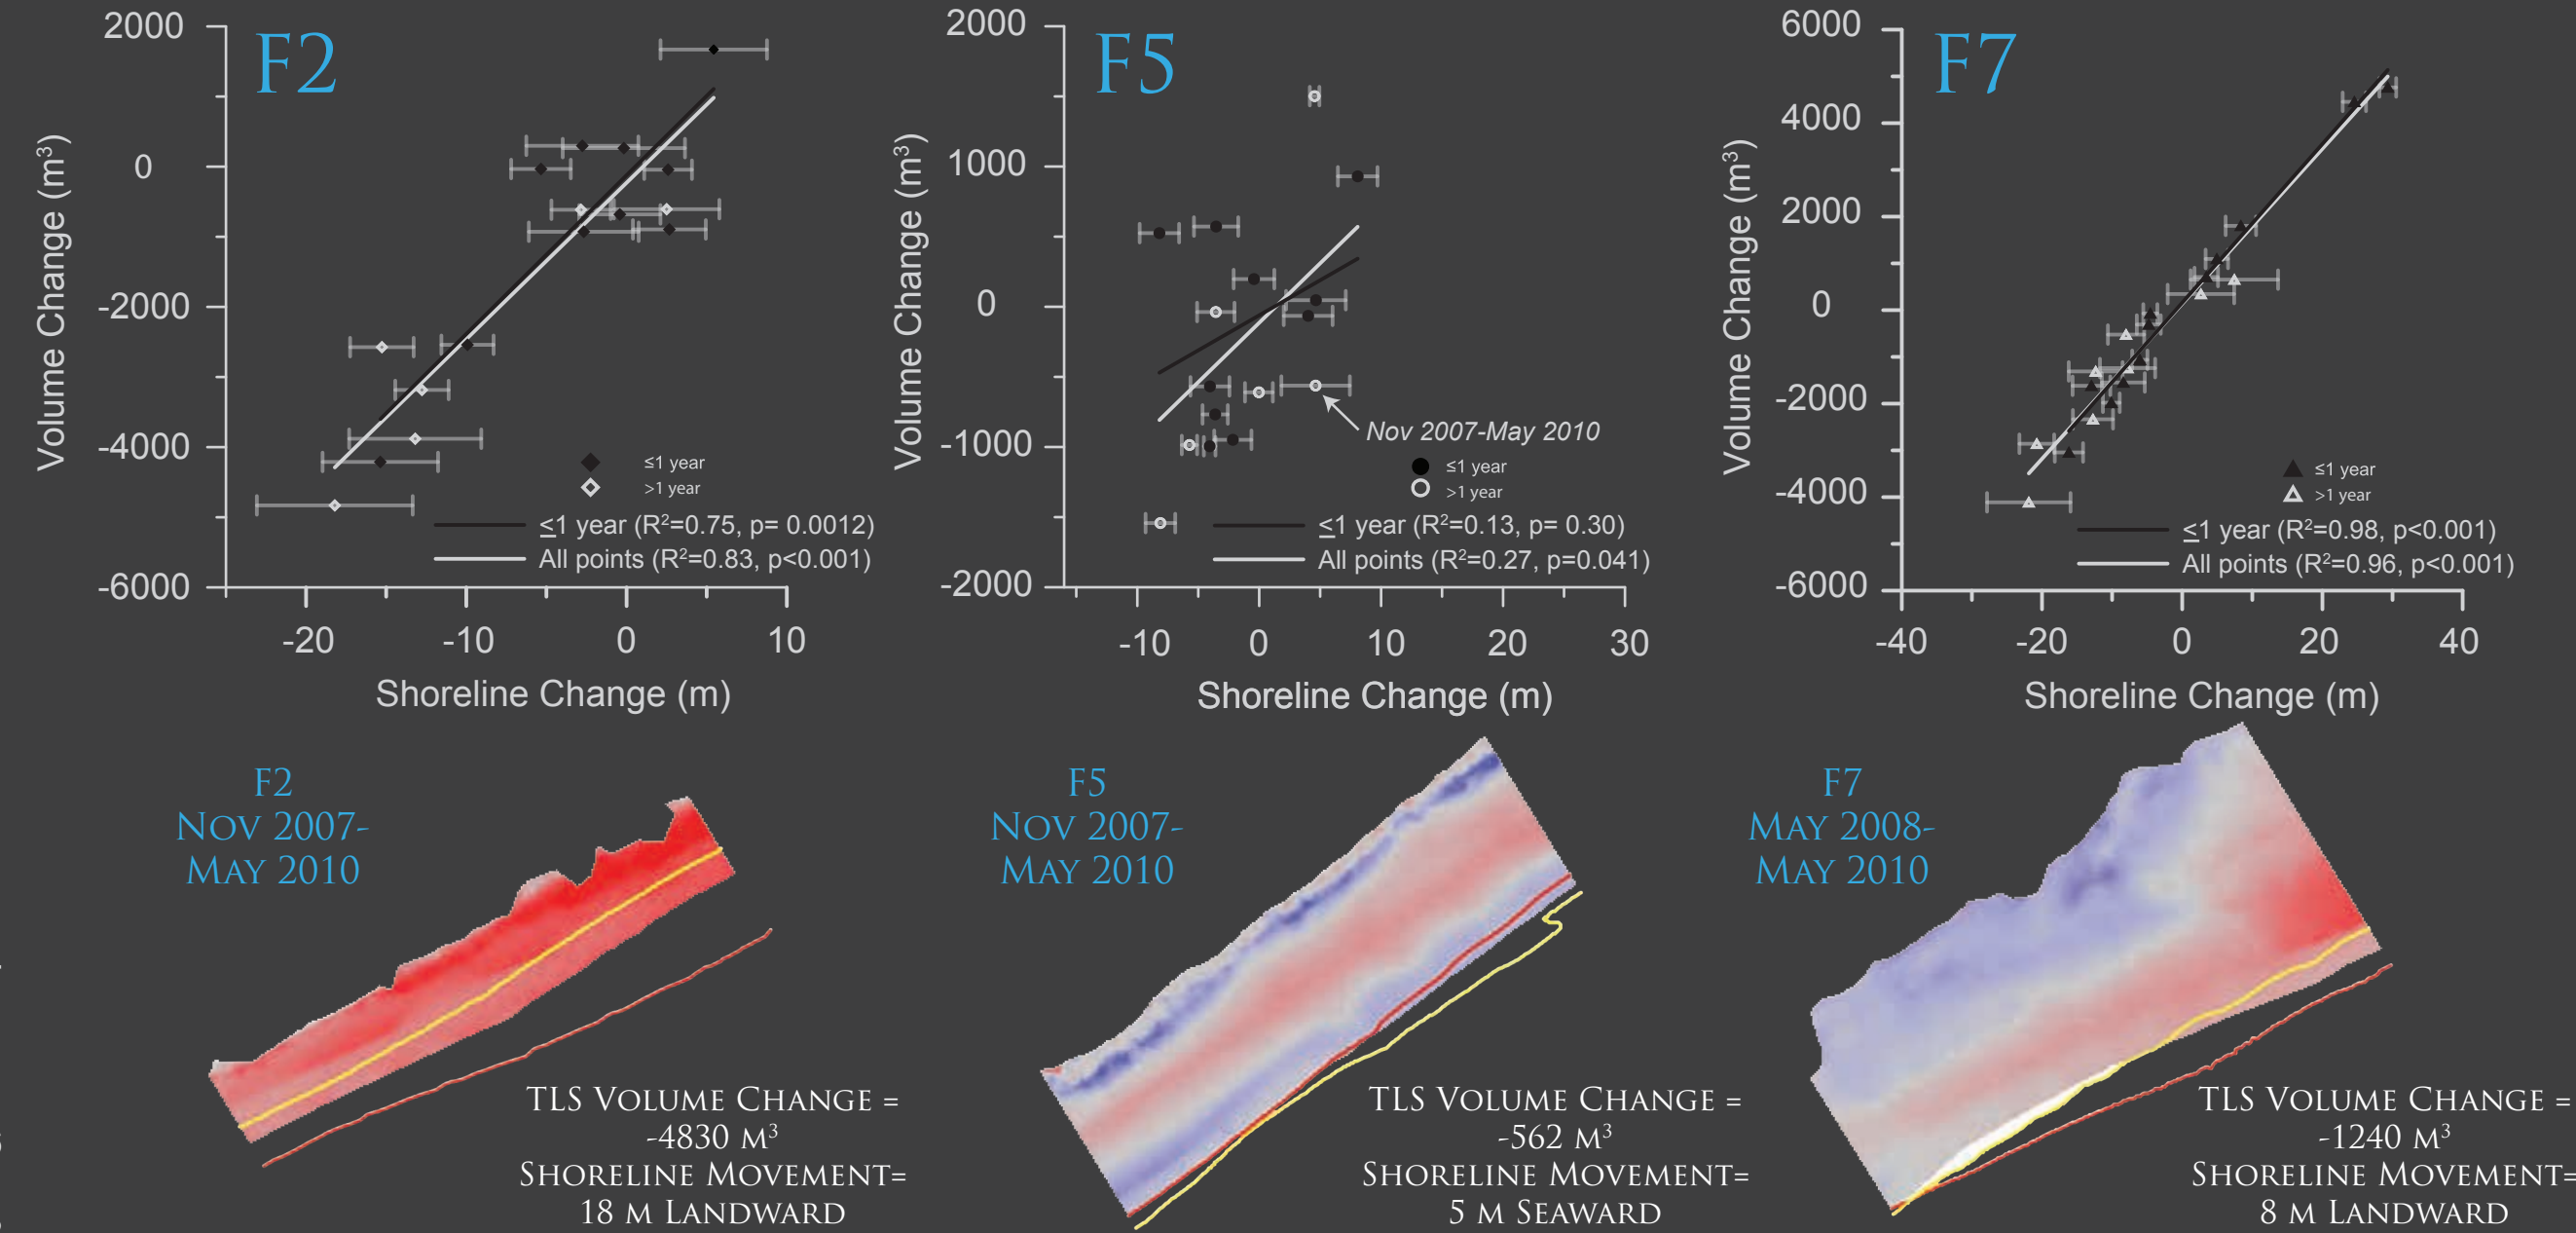 F2
2000
0
-2000
-4000
-6000
Volume Change (m³)
-20
-10
0
10
Shoreline Change (m)
≤1 year
>1 year
≤1 year (R²=0.75, p= 0.0012)
All points (R²=0.83, p<0.001)
F5
2000
1000
0
-1000
-2000
Volume Change (m³)
-10
0
10
20
30
Shoreline Change (m)
Nov 2007-May 2010
≤1 year
>1 year
≤1 year (R²=0.13, p= 0.30)
All points (R²=0.27, p=0.041)
F7
6000
4000
2000
0
-2000
-4000
-6000
Volume Change (m³)
-40
-20
0
20
40
Shoreline Change (m)
≤1 year
>1 year
≤1 year (R²=0.98, p<0.001)
All points (R²=0.96, p<0.001)
F2
Nov 2007-
May 2010
TLS Volume Change =
-4830 m³
Shoreline Movement=
18 m Landward
F5
Nov 2007-
May 2010
TLS Volume Change =
-562 m³
Shoreline Movement=
5 m Seaward
F7
May 2008-
May 2010
TLS Volume Change =
-1240 m³
Shoreline Movement=
8 m Landward